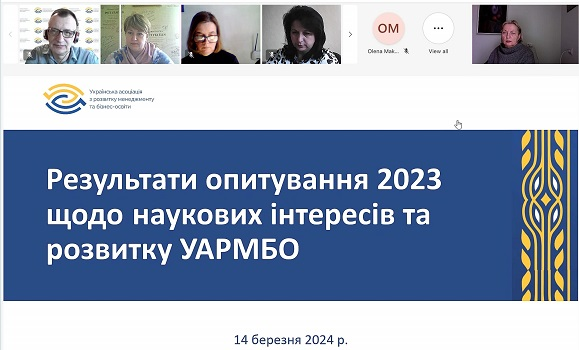 OM
Olena Mak...
View all
Українська асоціація
з розвитку менеджменту
та бізнес-освіти
Результати опитування 2023
щодо наукових інтересів та
розвитку УАРМБО
14 березня 2024 р.